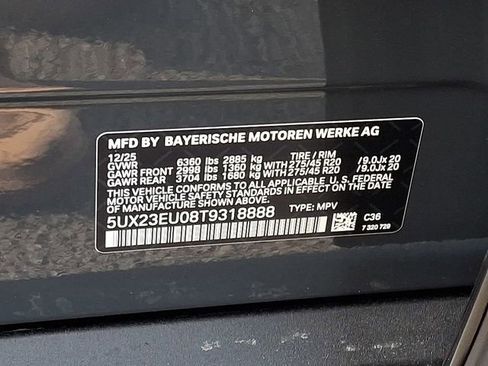 MFD BY BAYERISCHE MOTOREN WERKE AG
12/25 6360 lbs 2885 kg TIRE / RIM
GVWR
GAWR FRONT 2998 lbs 1360 kg WITH 275/45 R20 /9.0Jx 20
GAWR REAR 3704 lbs 1680 kg WITH 275/45 R20 /9.0Jx 20
THIS VEHICLE CONFORMS TO ALL APPLICABLE FEDERAL
MOTOR VEHICLE SAFETY STANDARDS IN EFFECT ON
THE DATE OF MANUFACTURE SHOWN ABOVE.
5UX23EU08T9318888 TYPE: MPV C36
7 320 729